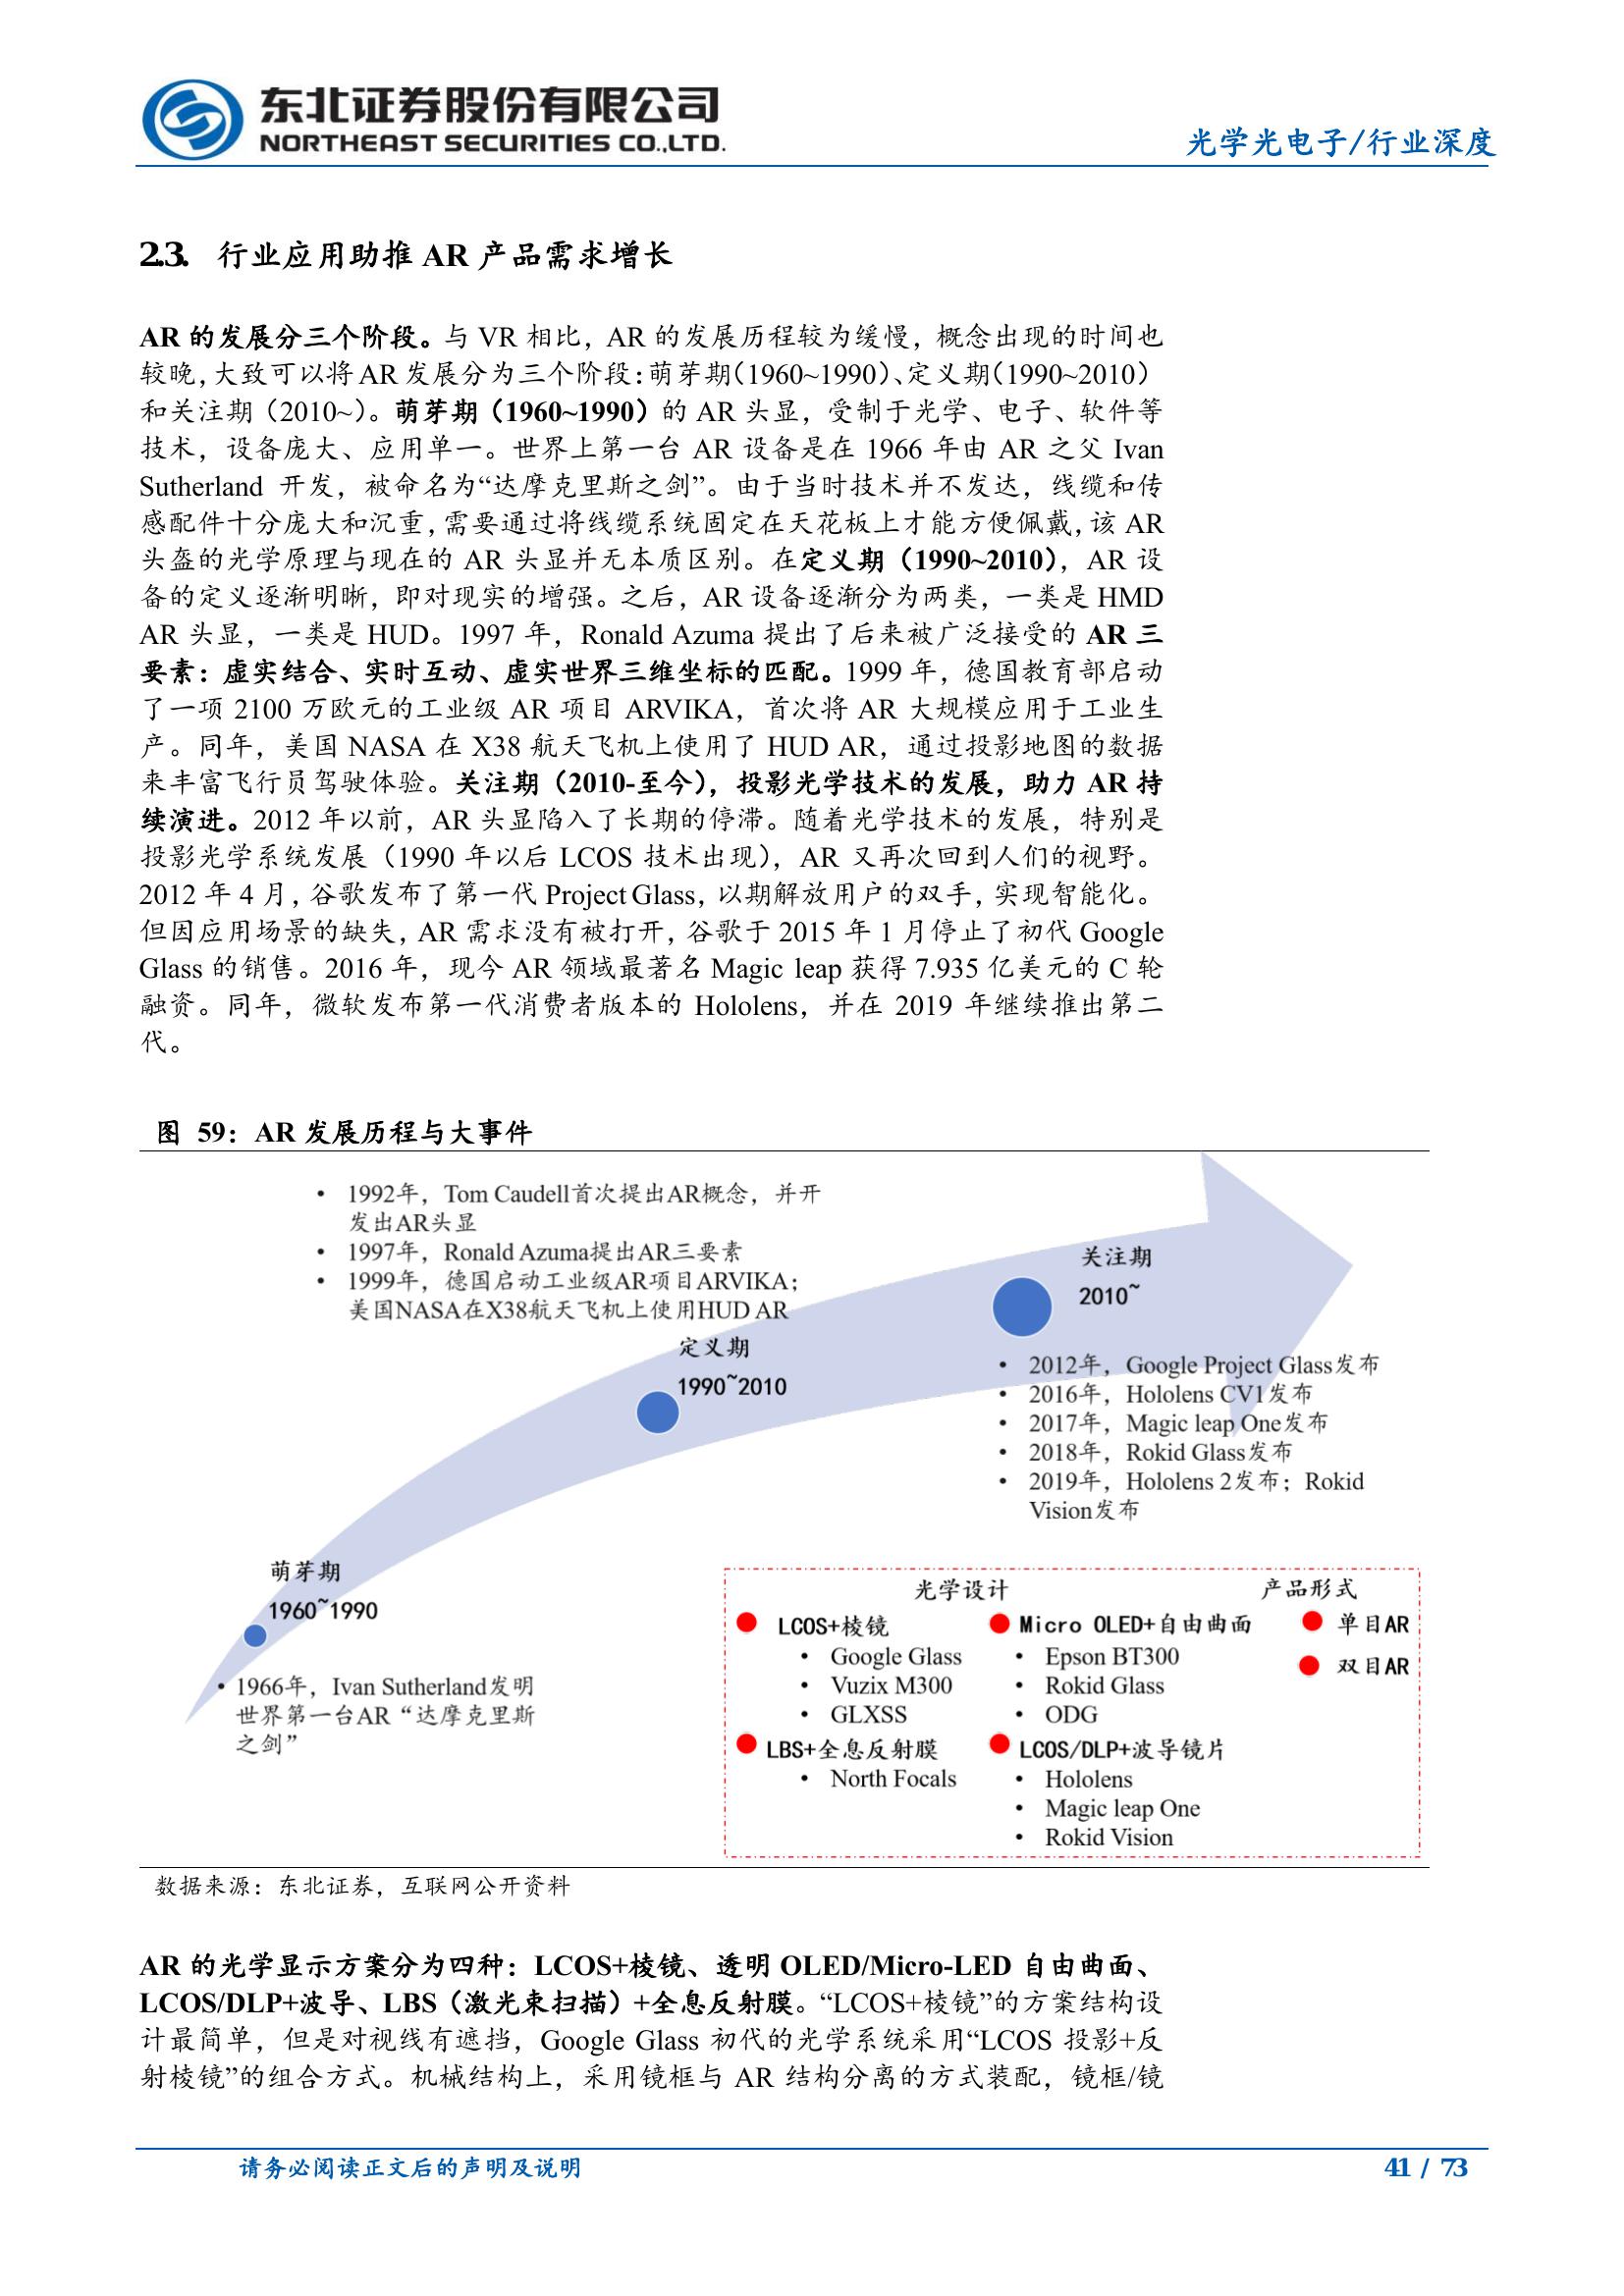 东北证券股份有限公司
NORTHEAST SECURITIES CO.,LTD.
光学光电子/行业深度
2.3. 行业应用助推 AR 产品需求增长
AR 的发展分三个阶段。与 VR 相比，AR 的发展历程较为缓慢，概念出现的时间也
较晚，大致可以将 AR 发展分为三个阶段：萌芽期（1960~1990）、定义期（1990~2010）
和关注期（2010~）。萌芽期（1960~1990）的 AR 头显，受制于光学、电子、软件等
技术，设备庞大、应用单一。世界上第一台 AR 设备是在 1966 年由 AR 之父 Ivan
Sutherland 开发，被命名为“达摩克里斯之剑”。由于当时技术并不发达，线缆和传
感配件十分庞大和沉重，需要通过将线缆系统固定在天花板上才能方便佩戴，该 AR
头盔的光学原理与现在的 AR 头显并无本质区别。在定义期（1990~2010），AR 设
备的定义逐渐明晰，即对现实的增强。之后，AR 设备逐渐分为两类，一类是 HMD
AR 头显，一类是 HUD。1997 年，Ronald Azuma 提出了后来被广泛接受的 AR 三
要素：虚实结合、实时互动、虚实世界三维坐标的匹配。1999 年，德国教育部启动
了一项 2100 万欧元的工业级 AR 项目 ARVIKA，首次将 AR 大规模应用于工业生
产。同年，美国 NASA 在 X38 航天飞机上使用了 HUD AR，通过投影地图的数据
来丰富飞行员驾驶体验。关注期（2010-至今），投影光学技术的发展，助力 AR 持
续演进。2012 年以前，AR 头显陷入了长期的停滞。随着光学技术的发展，特别是
投影光学系统发展（1990 年以后 LCOS 技术出现），AR 又再次回到人们的视野。
2012 年 4 月，谷歌发布了第一代 Project Glass，以期解放用户的双手，实现智能化。
但因应用场景的缺失，AR 需求没有被打开，谷歌于 2015 年 1 月停止了初代 Google
Glass 的销售。2016 年，现今 AR 领域最著名 Magic leap 获得 7.935 亿美元的 C 轮
融资。同年，微软发布第一代消费者版本的 Hololens，并在 2019 年继续推出第二
代。
图 59：AR 发展历程与大事件
• 1992年，Tom Caudell首次提出AR概念，并开
发出AR头显
• 1997年，Ronald Azuma提出AR三要素
• 1999年，德国启动工业级AR项目ARVIKA；
美国NASA在X38航天飞机上使用HUD AR
定义期
1990~2010
关注期
2010~
• 2012年，Google Project Glass发布
• 2016年，Hololens CV1发布
• 2017年，Magic leap One发布
• 2018年，Rokid Glass发布
• 2019年，Hololens 2发布；Rokid
Vision发布
萌芽期
1960~1990
• 1966年，Ivan Sutherland发明
世界第一台AR“达摩克里斯
之剑”
光学设计
产品形式
LCOS+棱镜
• Google Glass
• Vuzix M300
• GLXSS
LBS+全息反射膜
• North Focals
Micro OLED+自由曲面
• Epson BT300
• Rokid Glass
• ODG
LCOS/DLP+波导镜片
• Hololens
• Magic leap One
• Rokid Vision
单目AR
双目AR
数据来源：东北证券，互联网公开资料
AR 的光学显示方案分为四种：LCOS+棱镜、透明 OLED/Micro-LED 自由曲面、
LCOS/DLP+波导、LBS（激光束扫描）+全息反射膜。“LCOS+棱镜”的方案结构设
计最简单，但是对视线有遮挡，Google Glass 初代的光学系统采用“LCOS 投影+反
射棱镜”的组合方式。机械结构上，采用镜框与 AR 结构分离的方式装配，镜框/镜
请务必阅读正文后的声明及说明
41 / 73